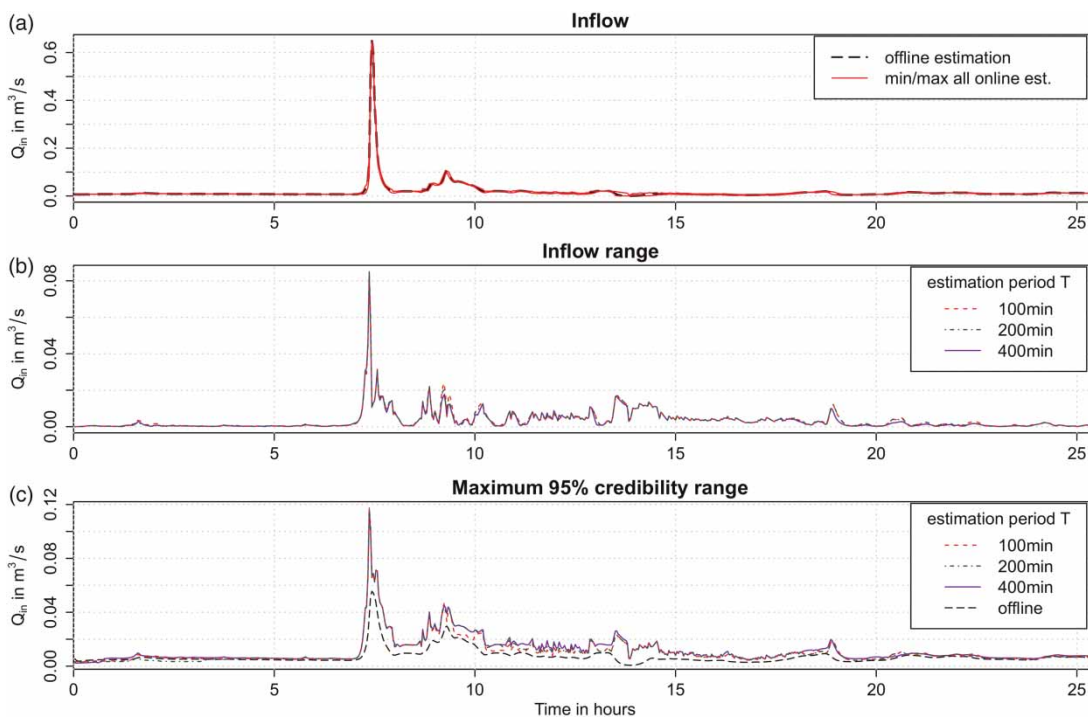 (a)
Inflow
Q_in in m³/s
0.0
0.2
0.4
0.6
offline estimation
min/max all online est.
0
5
10
15
20
25
(b)
Inflow range
Q_in in m³/s
0.00
0.04
0.08
estimation period T
100min
200min
400min
0
5
10
15
20
25
(c)
Maximum 95% credibility range
Q_in in m³/s
0.00
0.04
0.08
0.12
estimation period T
100min
200min
400min
offline
0
5
10
15
20
25
Time in hours